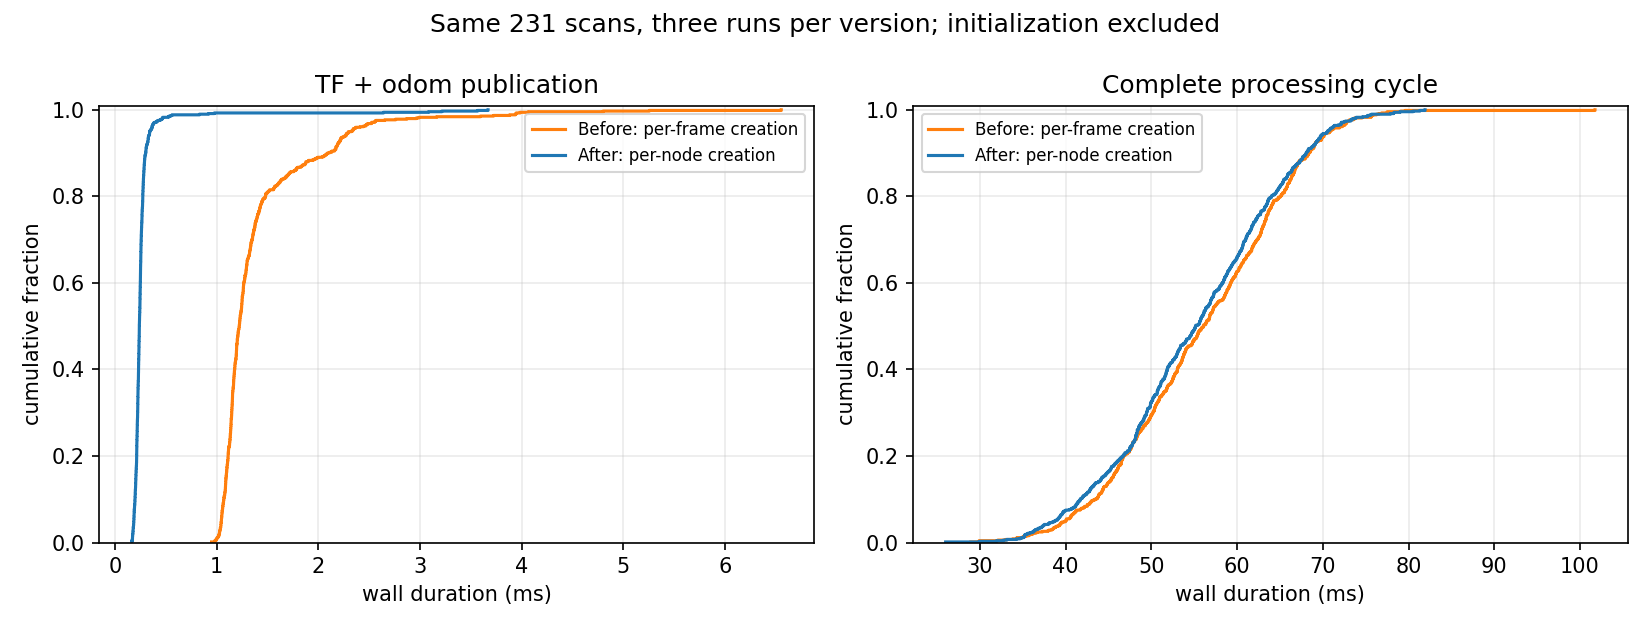 Same 231 scans, three runs per version; initialization excluded
TF + odom publication
cumulative fraction
1.0
0.8
0.6
0.4
0.2
0.0
Before: per-frame creation
After: per-node creation
0 1 2 3 4 5 6
wall duration (ms)
Complete processing cycle
cumulative fraction
1.0
0.8
0.6
0.4
0.2
0.0
Before: per-frame creation
After: per-node creation
30 40 50 60 70 80 90 100
wall duration (ms)